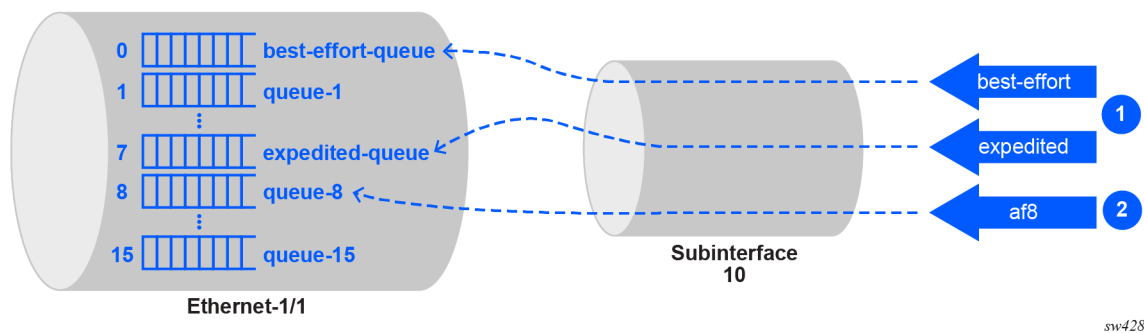 0 best-effort-queue
1 queue-1
7 expedited-queue
8 queue-8
15 queue-15
Ethernet-1/1
Subinterface
10
best-effort
1
expedited
af8
2
sw428